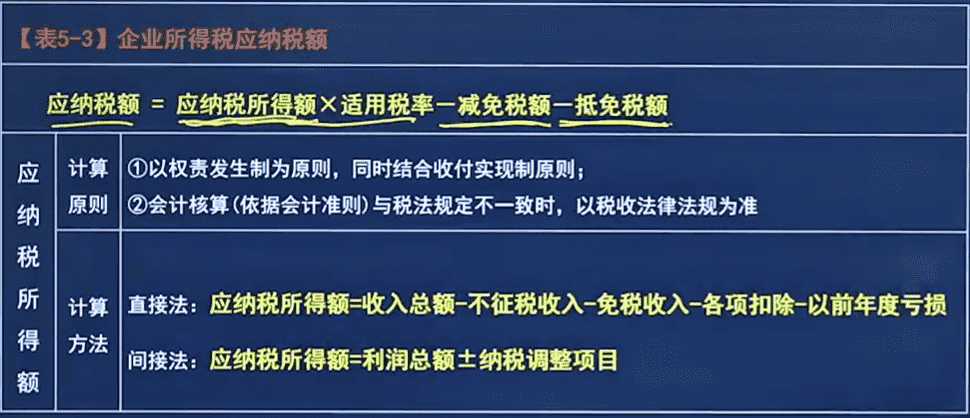 【表5-3】企业所得税应纳税额
应纳税额 = 应纳税所得额×适用税率-减免税额-抵免税额
应纳税所得额
计算原则
①以权责发生制为原则，同时结合收付实现制原则；
②会计核算(依据会计准则)与税法规定不一致时，以税收法律法规为准
计算方法
直接法：应纳税所得额=收入总额-不征税收入-免税收入-各项扣除-以前年度亏损
间接法：应纳税所得额=利润总额±纳税调整项目